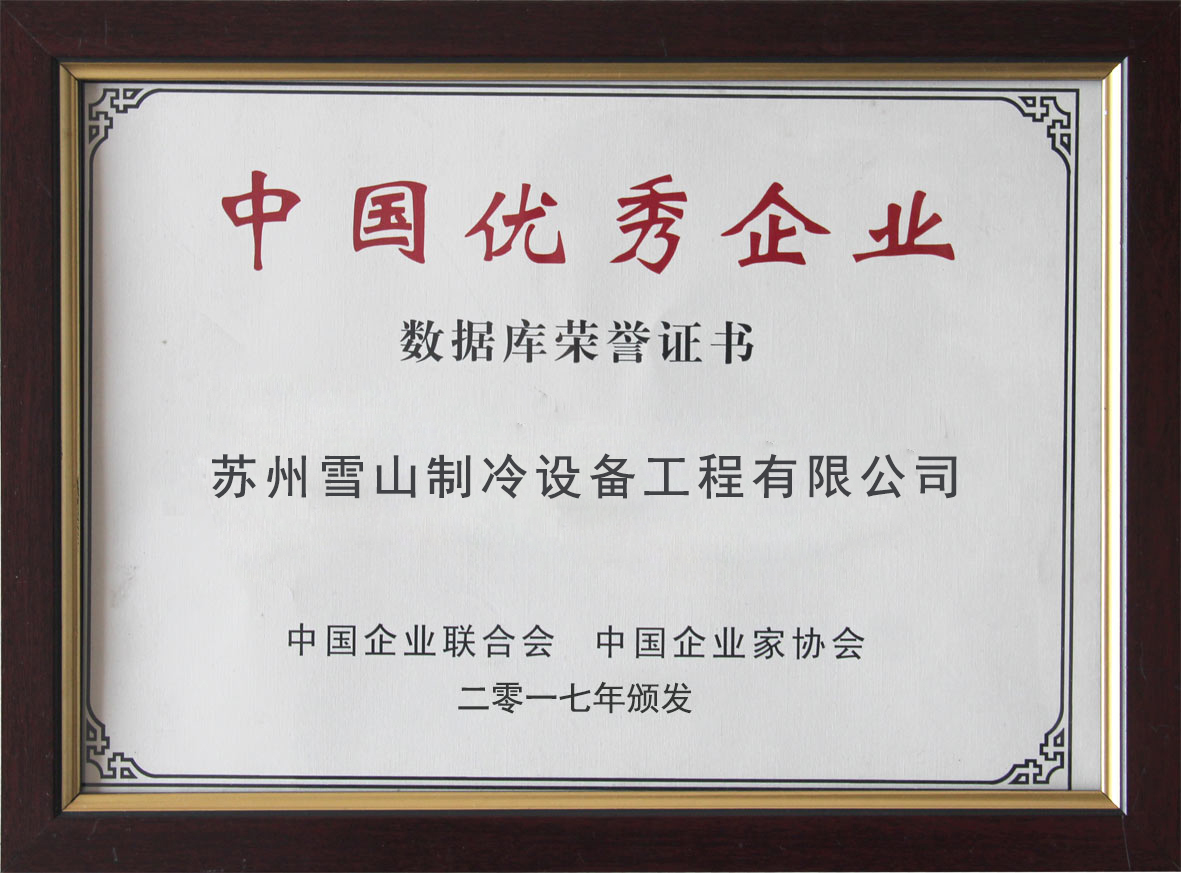 中国优秀企业
数据库荣誉证书
苏州雪山制冷设备工程有限公司
中国企业联合会 中国企业家协会
二零一七年颁发